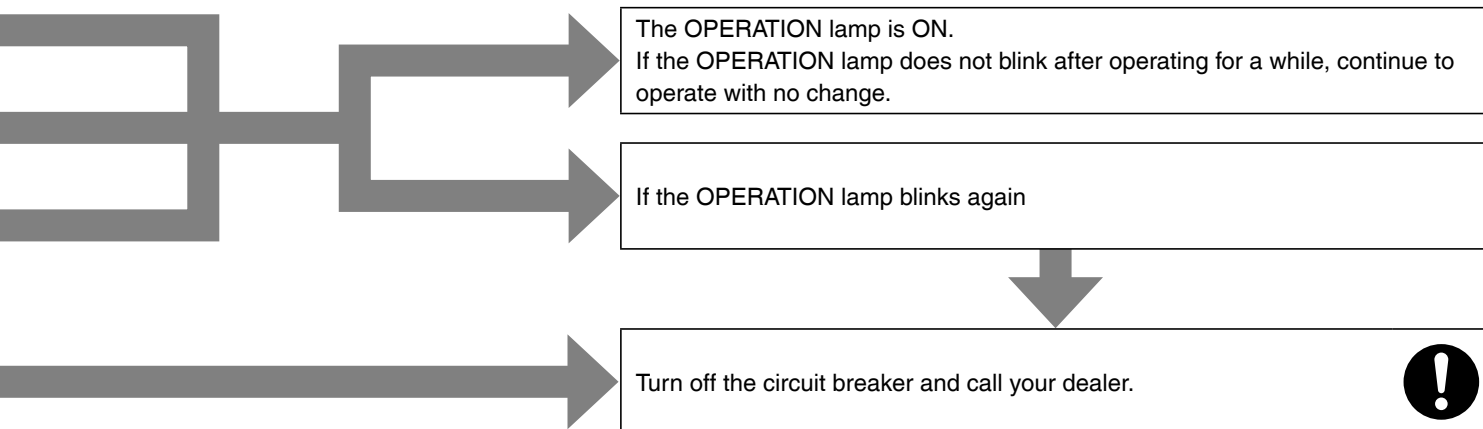 The OPERATION lamp is ON.
If the OPERATION lamp does not blink after operating for a while, continue to
operate with no change.
If the OPERATION lamp blinks again
Turn off the circuit breaker and call your dealer.